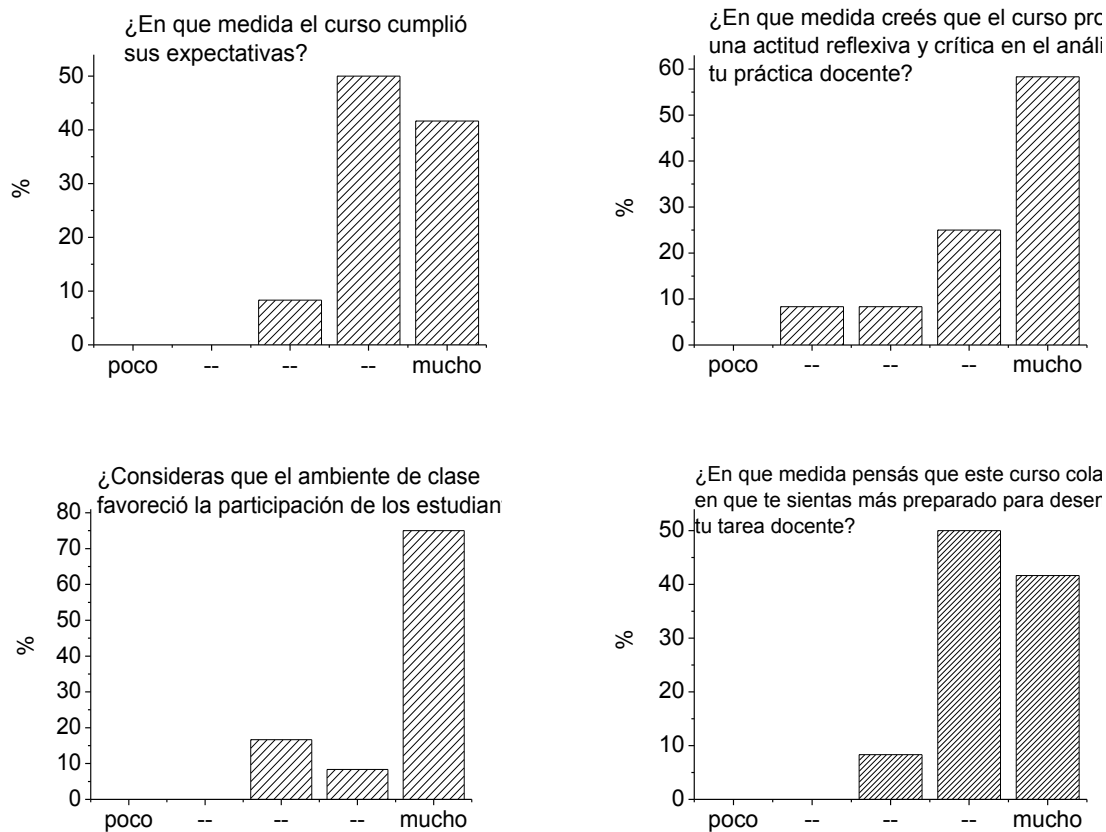 ¿En que medida el curso cumplió
sus expectativas?
50
40
30
20
10
0
%
poco -- -- -- mucho
¿En que medida creés que el curso pro
una actitud reflexiva y crítica en el análi
tu práctica docente?
60
50
40
30
20
10
0
%
poco -- -- -- mucho
¿Consideras que el ambiente de clase
favoreció la participación de los estudian
80
70
60
50
40
30
20
10
0
%
poco -- -- -- mucho
¿En que medida pensás que este curso cola
en que te sientas más preparado para desen
tu tarea docente?
50
40
30
20
10
0
%
poco -- -- -- mucho